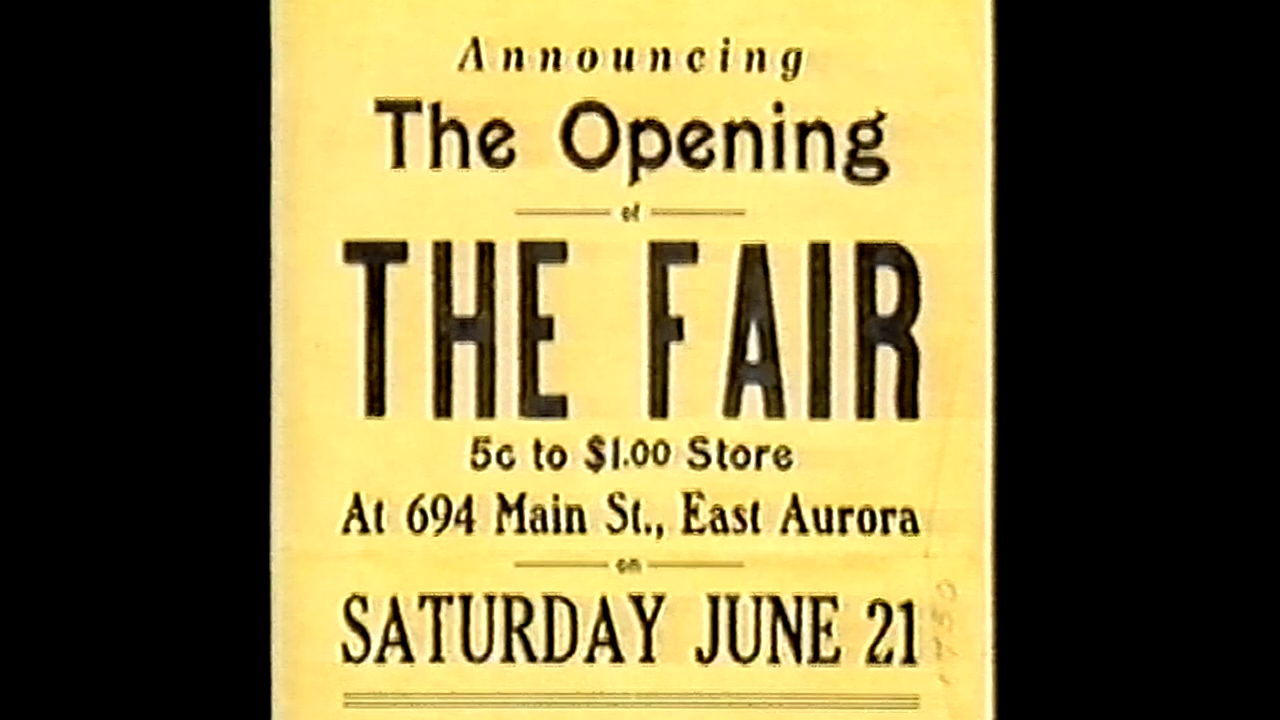 Announcing
The Opening
of
THE FAIR
5c to $1.00 Store
At 694 Main St., East Aurora
on
SATURDAY JUNE 21